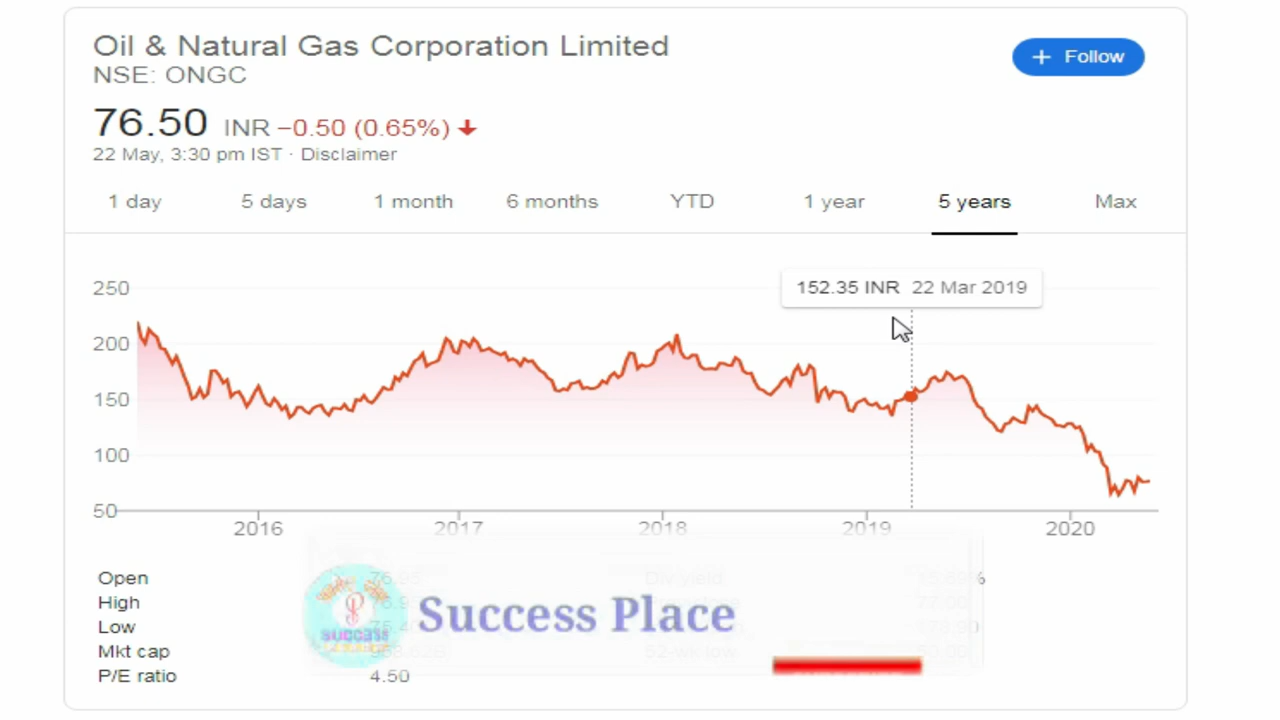 Oil & Natural Gas Corporation Limited
NSE: ONGC
+ Follow
76.50 INR −0.50 (0.65%)
22 May, 3:30 pm IST · Disclaimer
1 day 5 days 1 month 6 months YTD 1 year 5 years Max
152.35 INR 22 Mar 2019
250
200
150
100
50
2016 2017 2018 2019 2020
Open
High
Low
Mkt cap
P/E ratio 4.50
SUCCESS
Success Place